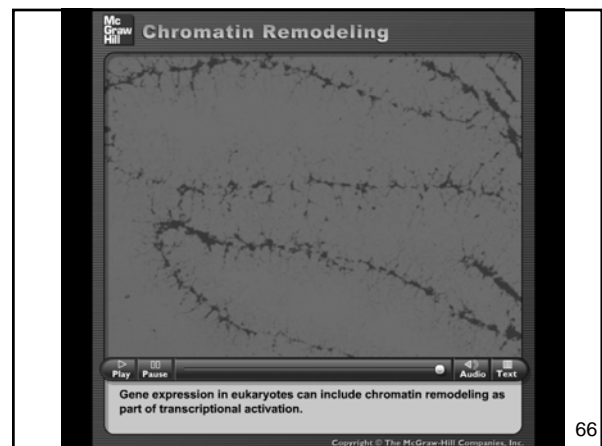 Mc
Graw
Hill
Chromatin Remodeling
Play
Pause
Audio
Text
Gene expression in eukaryotes can include chromatin remodeling as
part of transcriptional activation.
Copyright © The McGraw-Hill Companies, Inc.
66